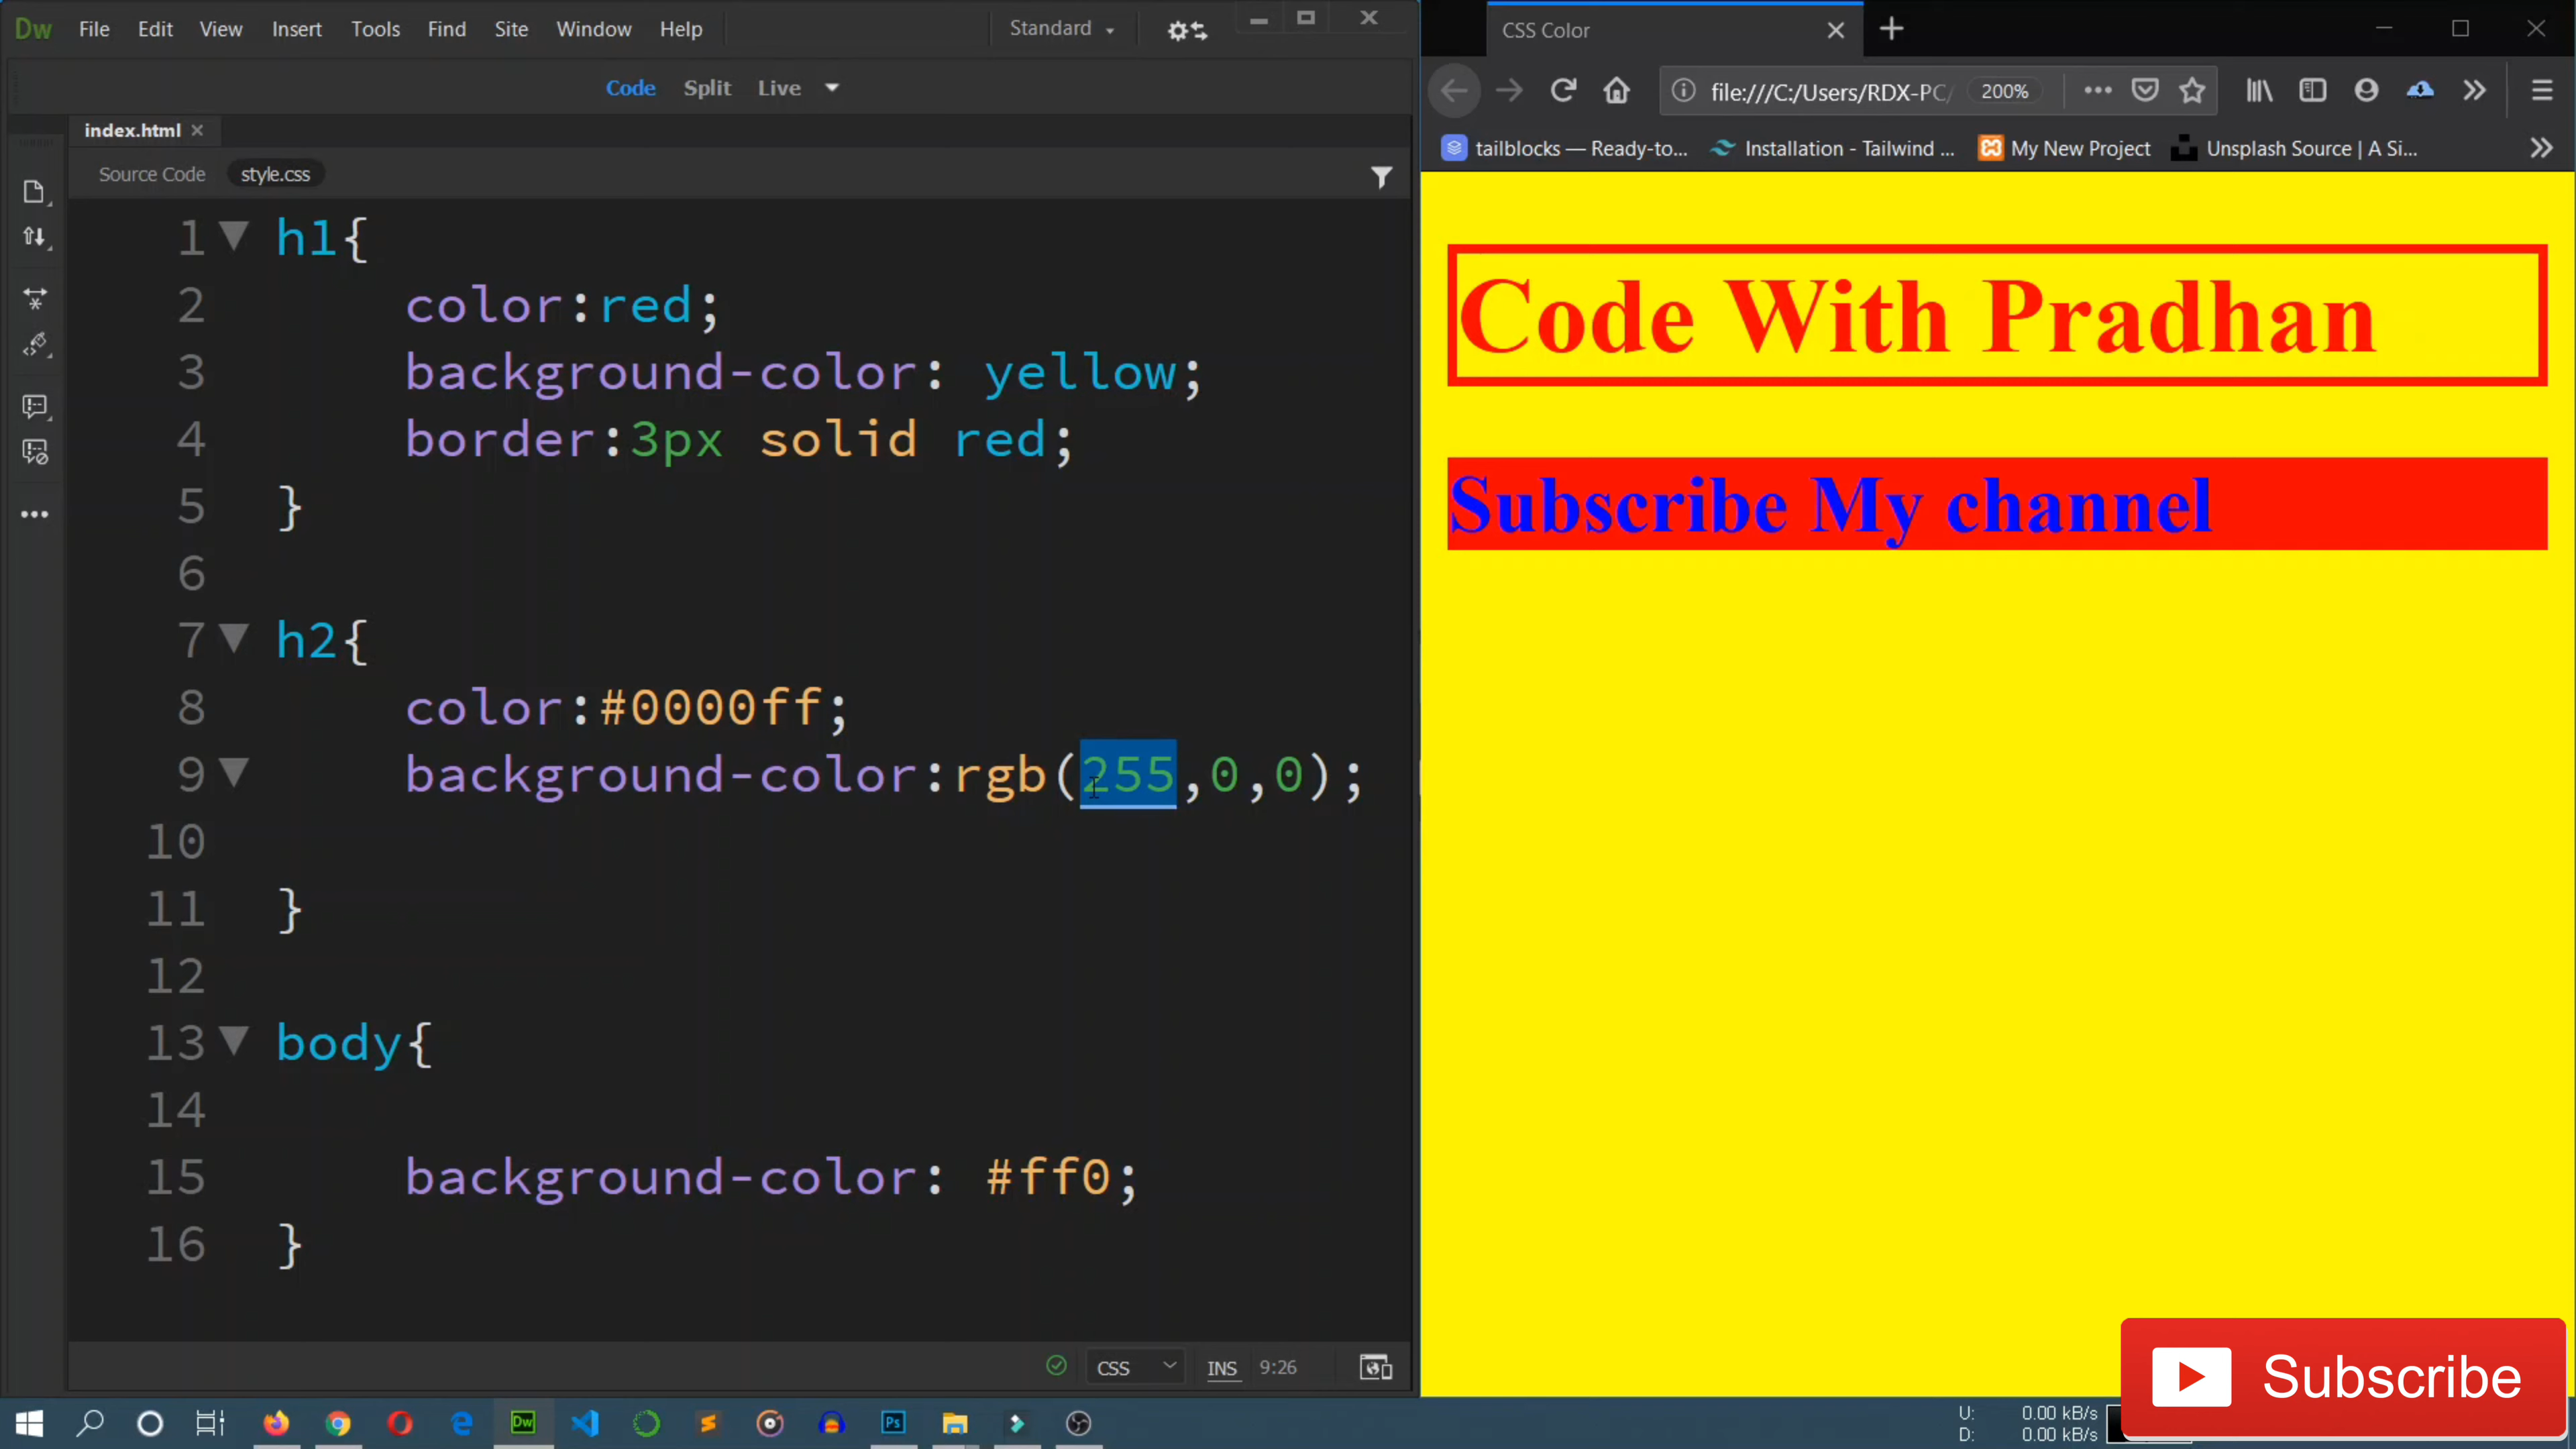 Dw File Edit View Insert Tools Find Site Window Help Standard
Code Split Live
index.html
Source Code style.css
1 h1{
2 color:red;
3 background-color: yellow;
4 border:3px solid red;
5 }
6
7 h2{
8 color:#0000ff;
9 background-color:rgb(255,0,0);
10
11 }
12
13 body{
14
15 background-color: #ff0;
16 }
CSS INS 9:26
CSS Color
file:///C:/Users/RDX-PC/ 200%
tailblocks — Ready-to... Installation - Tailwind ... My New Project Unsplash Source | A Si...
Code With Pradhan
Subscribe My channel
Subscribe
Dw Ps
U: 0.00 kB/s
D: 0.00 kB/s